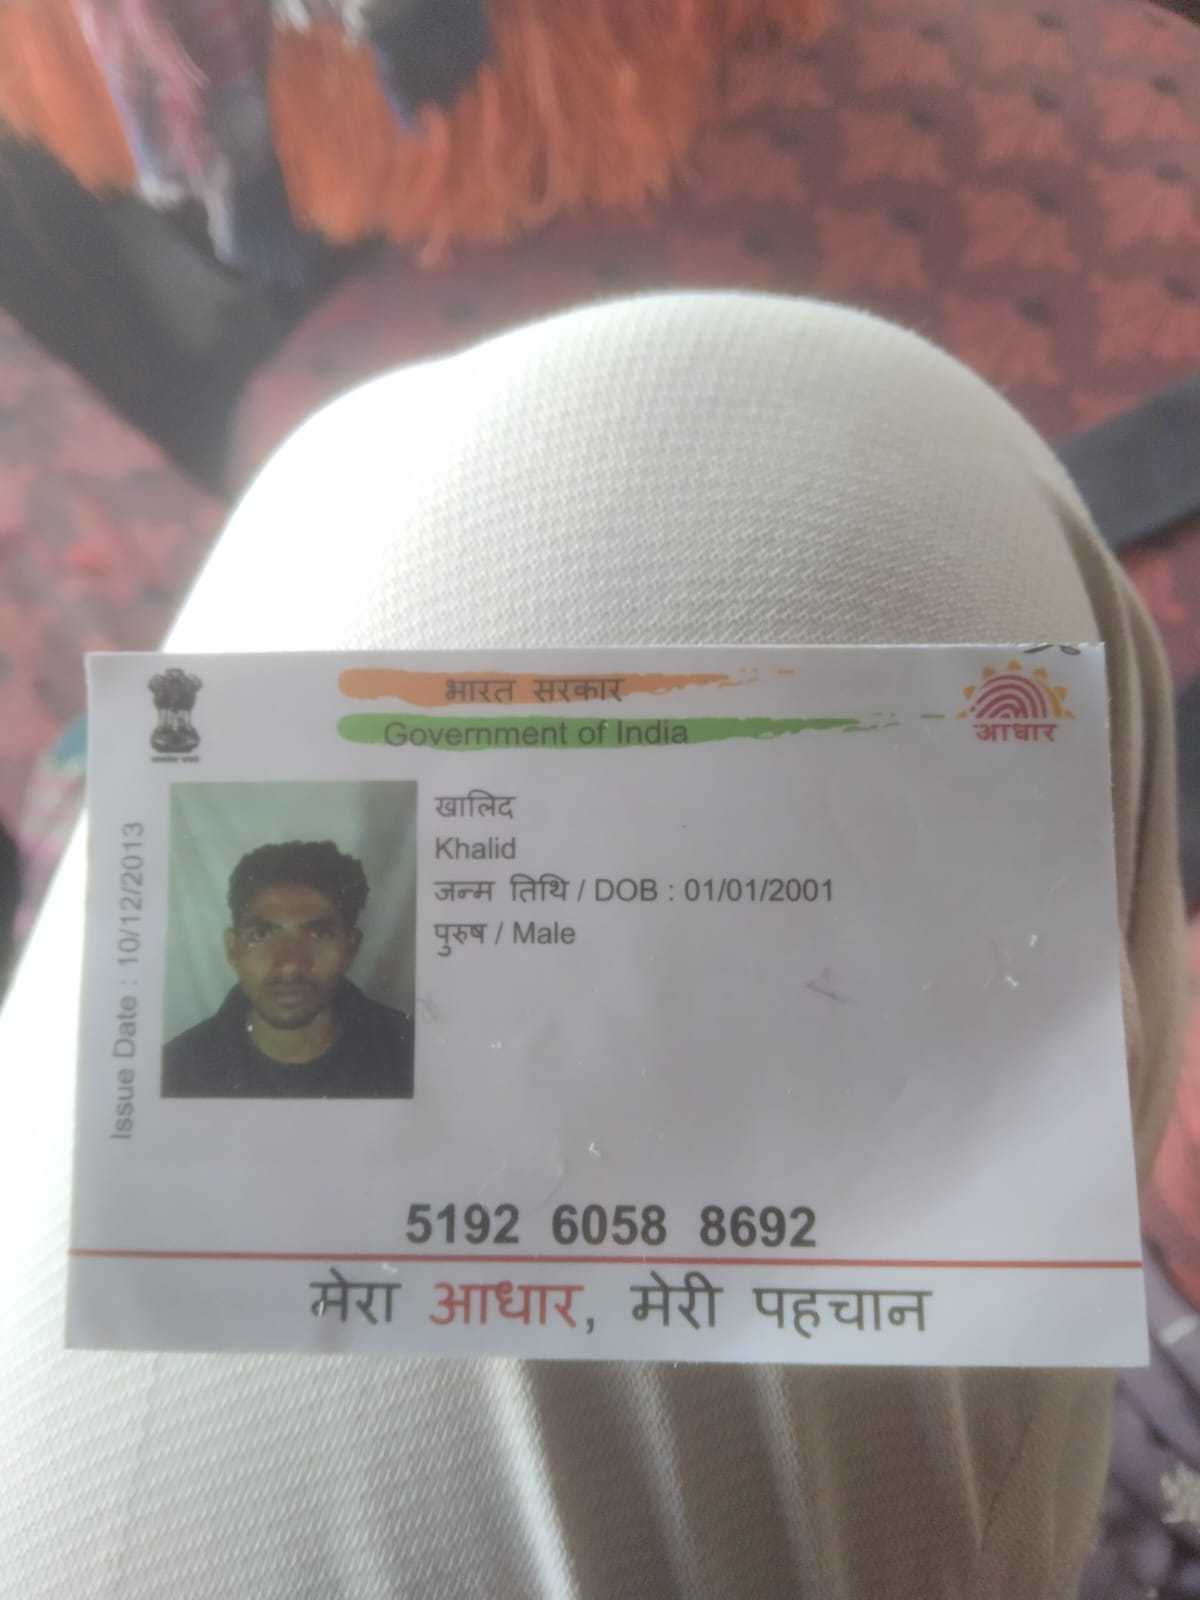 भारत सरकार
Government of India
आधार
Issue Date : 10/12/2013
खालिद
Khalid
जन्म तिथि / DOB : 01/01/2001
पुरुष / Male
5192 6058 8692
मेरा आधार, मेरी पहचान